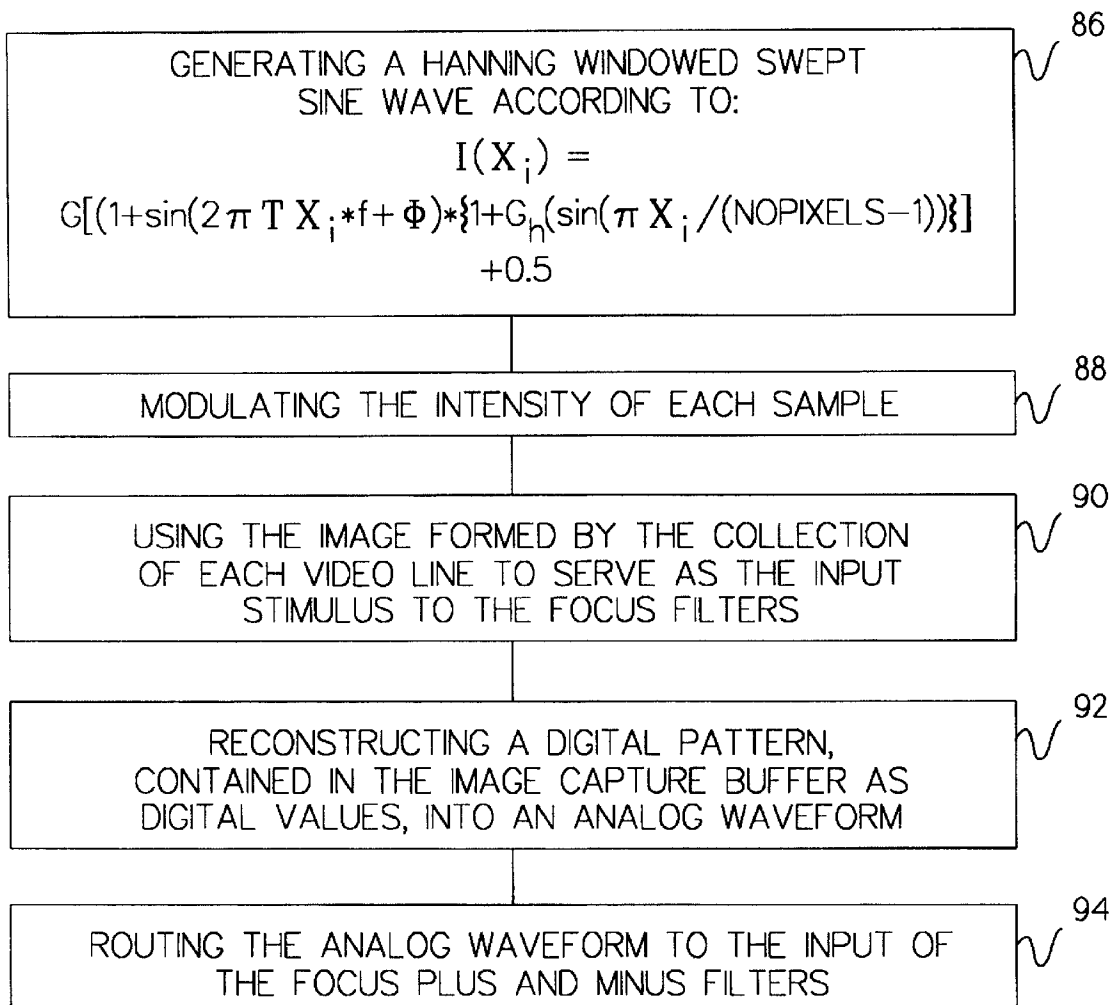 86
GENERATING A HANNING WINDOWED SWEPT
SINE WAVE ACCORDING TO:
I(Xᵢ) =
G[(1+sin(2πTXᵢ*f+Φ)*{1+Gₕ(sin(πXᵢ/(NOPIXELS−1))}]
+0.5
88
MODULATING THE INTENSITY OF EACH SAMPLE
90
USING THE IMAGE FORMED BY THE COLLECTION
OF EACH VIDEO LINE TO SERVE AS THE INPUT
STIMULUS TO THE FOCUS FILTERS
92
RECONSTRUCTING A DIGITAL PATTERN,
CONTAINED IN THE IMAGE CAPTURE BUFFER AS
DIGITAL VALUES, INTO AN ANALOG WAVEFORM
94
ROUTING THE ANALOG WAVEFORM TO THE INPUT OF
THE FOCUS PLUS AND MINUS FILTERS